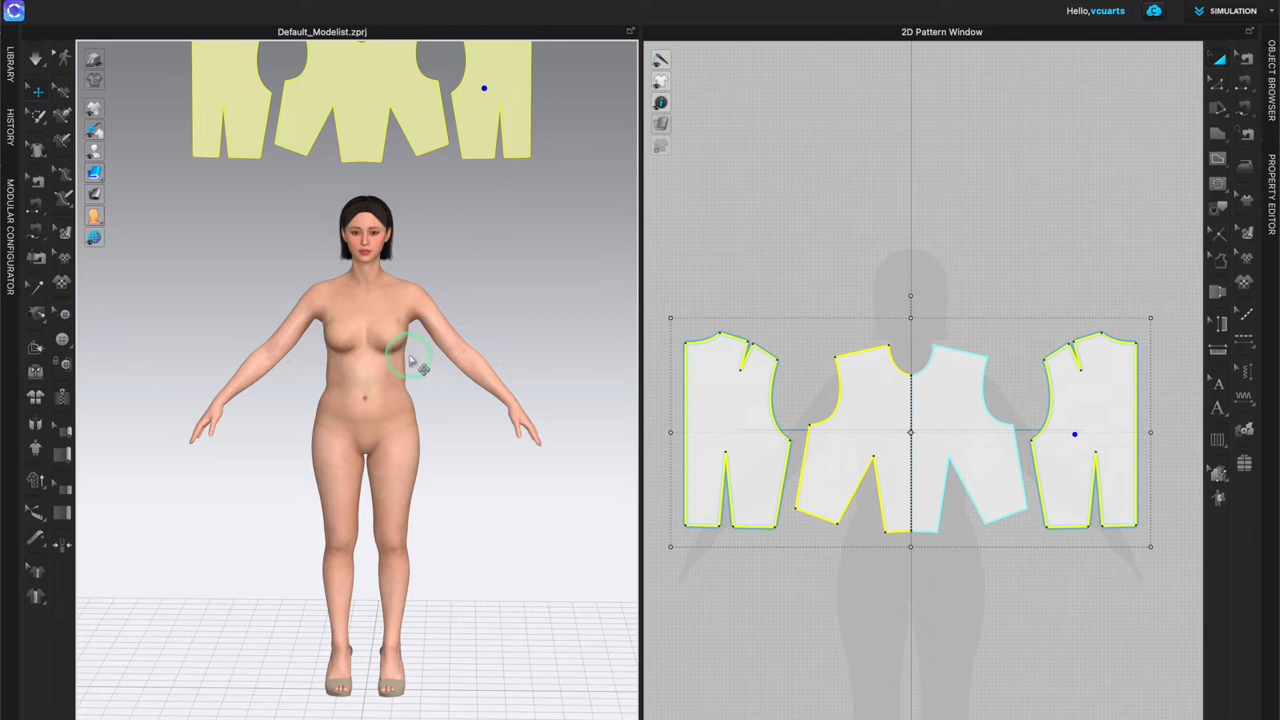 Hello,vcuarts
SIMULATION
Default_Modelist.zprj
2D Pattern Window
LIBRARY
HISTORY
MODULAR CONFIGURATOR
OBJECT BROWSER
PROPERTY EDITOR